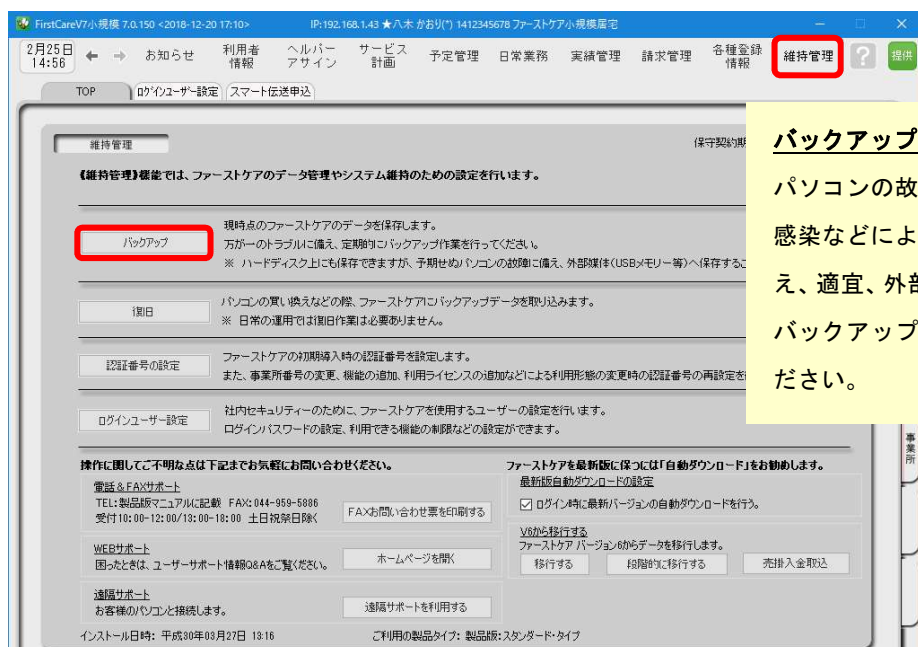 FirstCareV7小規模 7.0.150 <2018-12-20 17:10> IP:192.168.1.43 ★八木 かおり(*) 1412345678 ファーストケア小規模居宅
2月25日
14:56
← → お知らせ 利用者情報 ヘルパーアサイン サービス計画 予定管理 日常業務 実績管理 請求管理 各種登録情報 維持管理 ? 提供
TOP ログインユーザー設定 スマート伝送申込
維持管理 (保守契約期
《維持管理》機能では、ファーストケアのデータ管理やシステム維持のための設定を行います。
バックアップ
現時点のファーストケアのデータを保存します。
万が一のトラブルに備え、定期的にバックアップ作業を行ってください。
※ ハードディスク上にも保存できますが、予期せぬパソコンの故障に備え、外部媒体(USBメモリー等)へ保存するこ
復旧
パソコンの買い換えなどの際、ファーストケアにバックアップデータを取り込みます。
※ 日常の運用では復旧作業は必要ありません。
認証番号の設定
ファーストケアの初期導入時の認証番号を設定します。
また、事業所番号の変更、機能の追加、利用ライセンスの追加などによる利用形態の変更時の認証番号の再設定を
ログインユーザー設定
社内セキュリティーのために、ファーストケアを使用するユーザーの設定を行います。
ログインパスワードの設定、利用できる機能の制限などの設定ができます。
バックアップ
パソコンの故
感染などによ
え、適宜、外部
バックアップ
ださい。
事業所
操作に関してご不明な点は下記までお気軽にお問い合わせください。
電話&FAXサポート
TEL:製品版マニュアルに記載 FAX:044-959-5886
受付10:00-12:00/13:00-18:00 土日祝祭日除く
FAXお問い合わせ票を印刷する
WEBサポート
困ったときは、ユーザーサポート情報Q&Aをご覧ください。
ホームページを開く
遠隔サポート
お客様のパソコンと接続します。
遠隔サポートを利用する
ファーストケアを最新版に保つには「自動ダウンロード」をお勧めします。
最新版自動ダウンロードの設定
ログイン時に最新バージョンの自動ダウンロードを行う。
V6から移行する
ファーストケア バージョン6からデータを移行します。
移行する 段階的に移行する 売掛入金取込
インストール日時: 平成30年03月27日 13:16 ご利用の製品タイプ: 製品版:スタンダード・タイプ